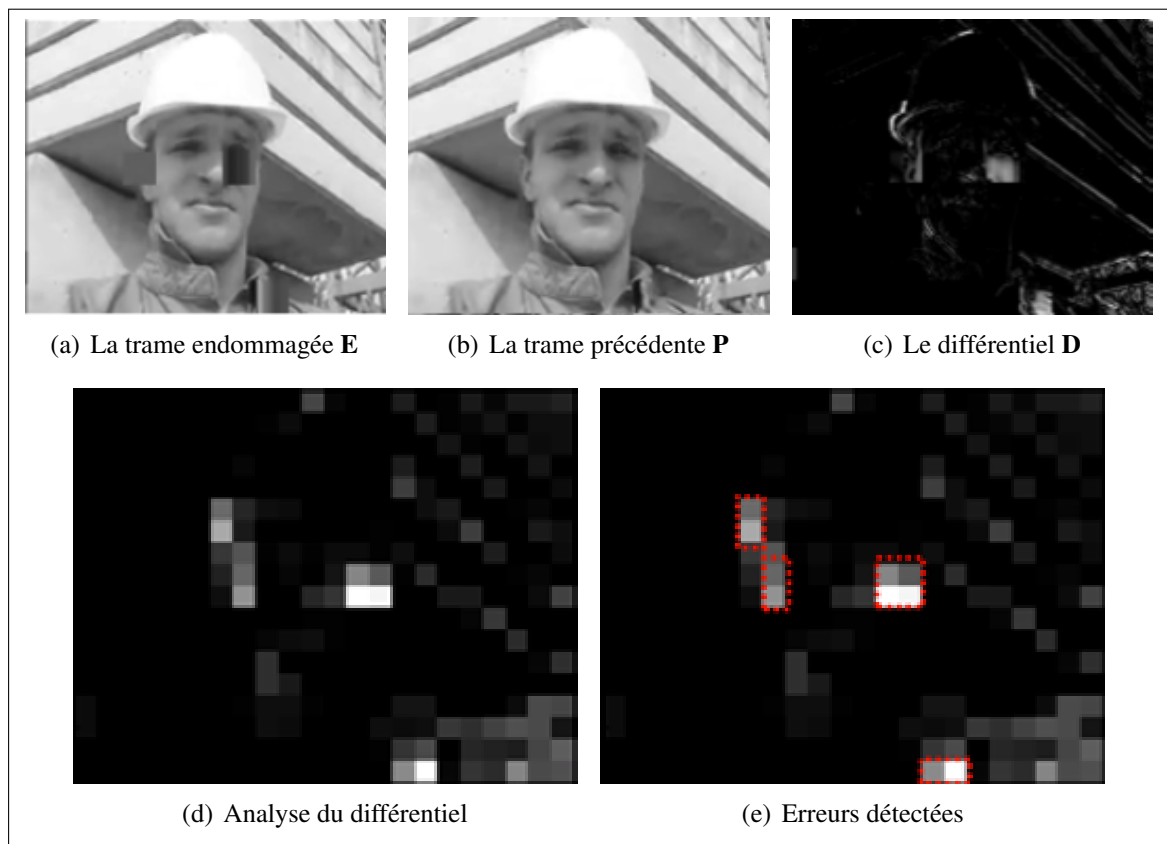 (a) La trame endommagée E
(b) La trame précédente P
(c) Le différentiel D
(d) Analyse du différentiel
(e) Erreurs détectées